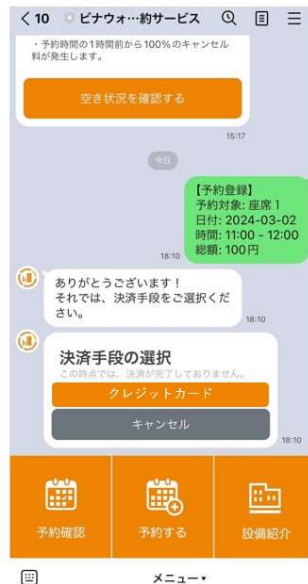 10 ビナウォ…約サービス
・予約時間の1時間前から100%のキャンセル
料が発生します。
空き状況を確認する
15:17
今日
【予約登録】
予約対象: 座席1
日付: 2024-03-02
時間: 11:00 - 12:00
総額: 100円
18:10
ありがとうございます！
それでは、決済手段をご選択くだ
さい。
18:10
決済手段の選択
この時点では、決済が完了しておりません。
クレジットカード
キャンセル
18:10
予約確認
予約する
設備紹介
メニュー▾